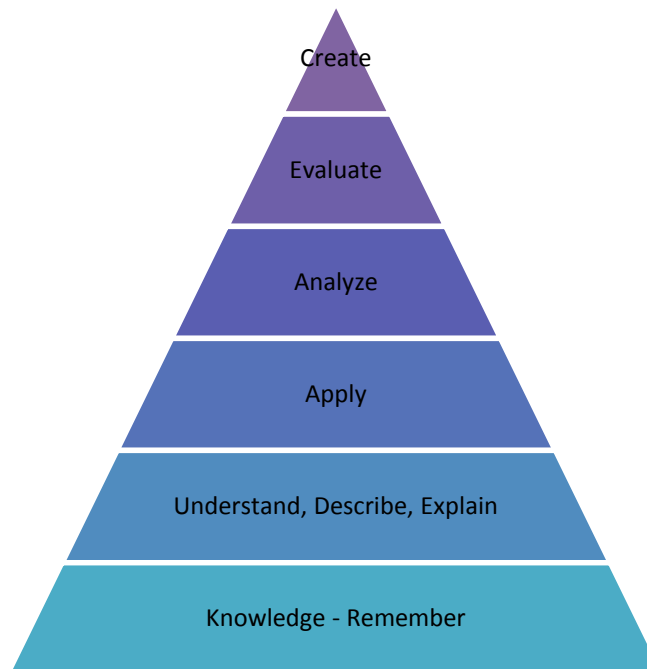 Create
Evaluate
Analyze
Apply
Understand, Describe, Explain
Knowledge - Remember